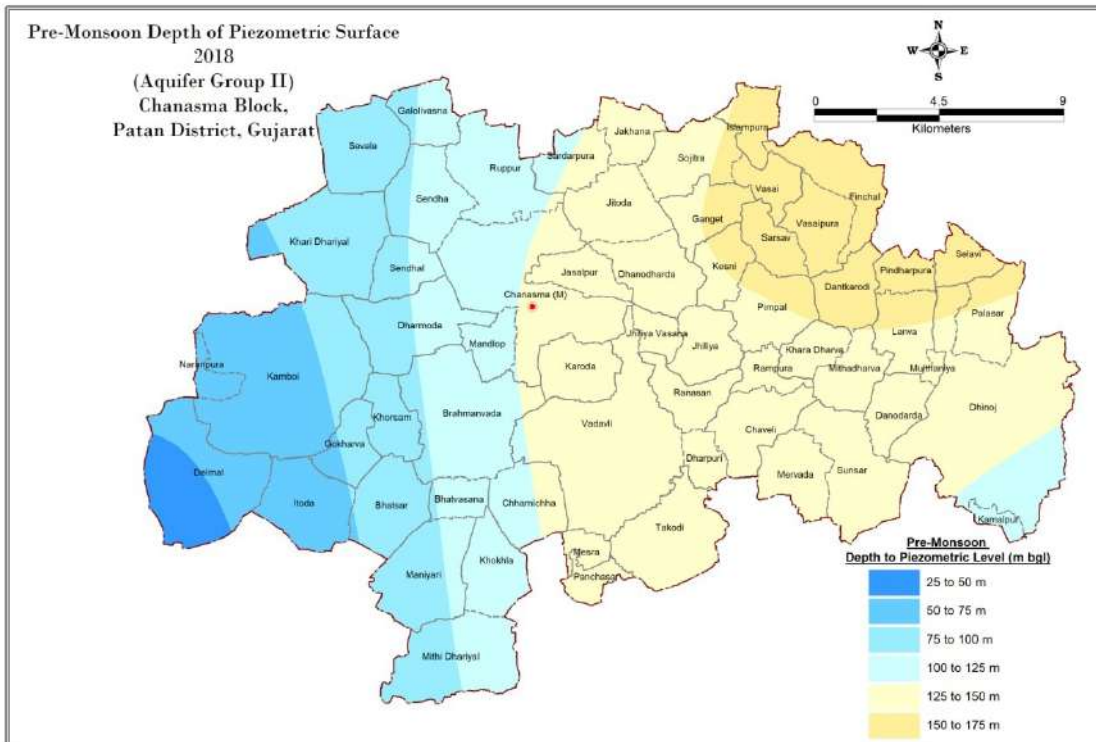 Pre-Monsoon Depth of Piezometric Surface
2018
(Aquifer Group II)
Chanasma Block,
Patan District, Gujarat
N
W E
S
0 4.5 9
Kilometers
Galolivasna
Sevala
Ruppur
Sardarpura
Jakhana
Islampura
Sojitra
Sendha
Jitoda
Vasai
Finchal
Ganget
Vasaipura
Khari Dhariyal
Sarsav
Sendhal
Jasalpur
Dhanodharda
Kesni
Pindharpura
Selavi
Dantkarodi
Chanasma (M)
Pimpal
Palasar
Dharmoda
Mandlop
Jhiliya Vasana
Jhiliya
Khara Dharva
Larwa
Naranpura
Kamboi
Karoda
Rampura
Mithadharva
Muthaniya
Ranasan
Dhinoj
Khorsam
Brahmanvada
Vadavli
Chaveli
Danodarda
Gokharva
Delmal
Dharpuri
Mervada
Sunsar
Itoda
Bhatsar
Bhatvasana
Chhamichha
Takodi
Kamalpur
Mesra
Khokhla
Maniyari
Panchasar
Mithi Dhariyal
Pre-Monsoon
Depth to Piezometric Level (m bgl)
25 to 50 m
50 to 75 m
75 to 100 m
100 to 125 m
125 to 150 m
150 to 175 m